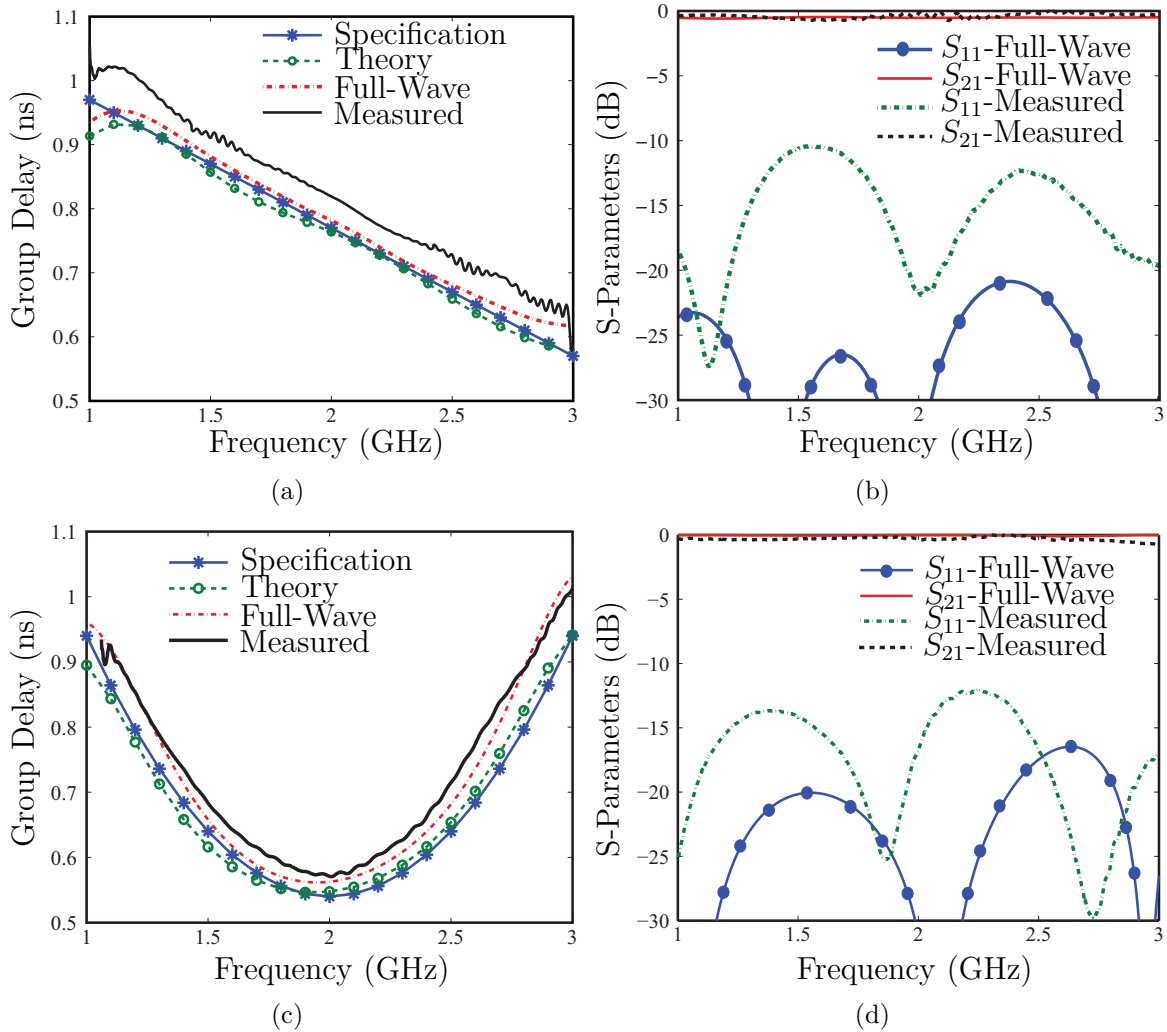 1.1
1
0.9
0.8
0.7
0.6
0.5
Group Delay (ns)
Specification
Theory
Full-Wave
Measured
1
1.5
2
2.5
3
Frequency (GHz)
(a)
0
−5
−10
−15
−20
−25
−30
S-Parameters (dB)
S11-Full-Wave
S21-Full-Wave
S11-Measured
S21-Measured
1
1.5
2
2.5
3
Frequency (GHz)
(b)
1.1
1
0.9
0.8
0.7
0.6
0.5
Group Delay (ns)
Specification
Theory
Full-Wave
Measured
1
1.5
2
2.5
3
Frequency (GHz)
(c)
0
−5
−10
−15
−20
−25
−30
S-Parameters (dB)
S11-Full-Wave
S21-Full-Wave
S11-Measured
S21-Measured
1
1.5
2
2.5
3
Frequency (GHz)
(d)